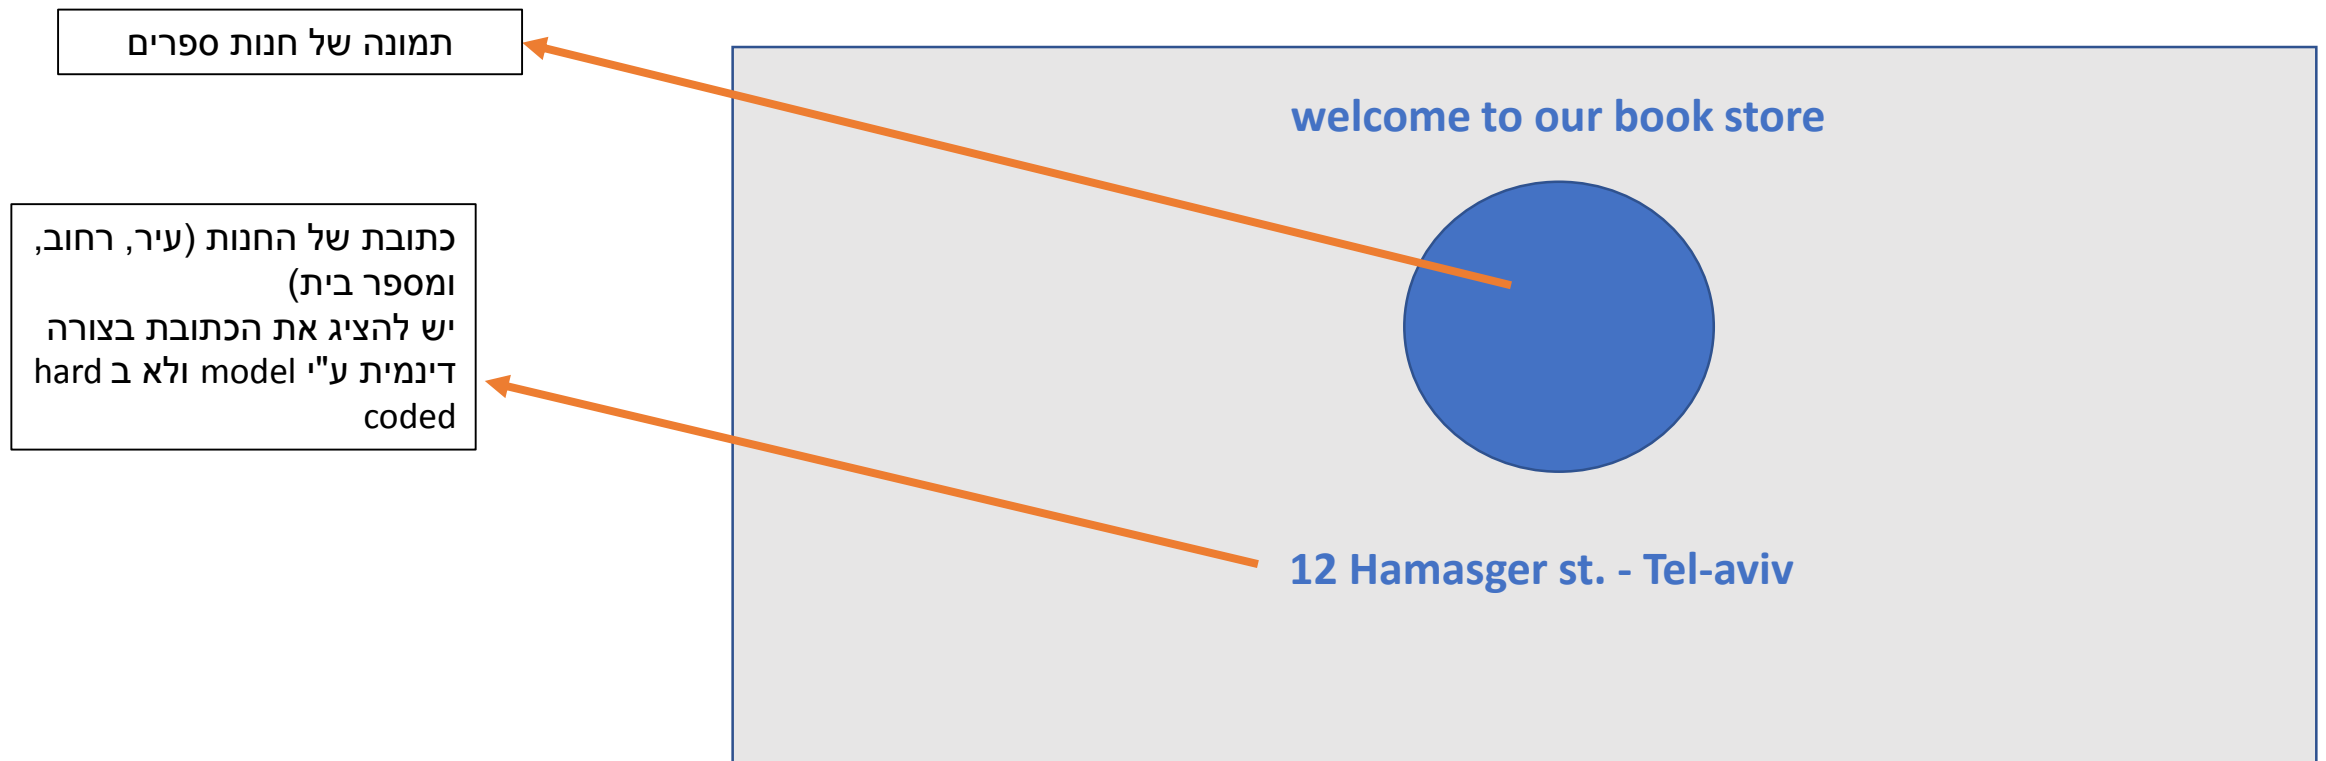 תמונה של חנות ספרים
welcome to our book store
כתובת של החנות (עיר, רחוב,
ומספר בית)
יש להציג את הכתובת בצורה
דינמית ע"י model ולא ב hard
coded
12 Hamasger st. - Tel-aviv